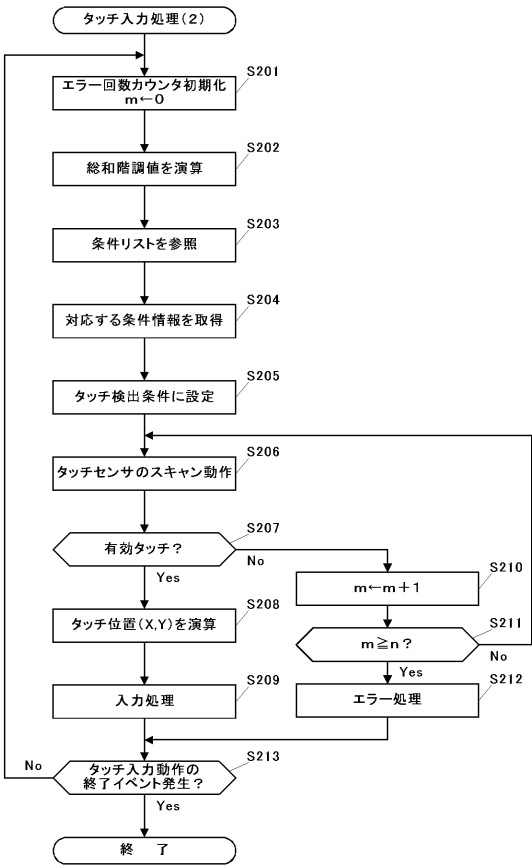 タッチ入力処理(2)
S201
エラー回数カウンタ初期化
m←0
S202
総和階調値を演算
S203
条件リストを参照
S204
対応する条件情報を取得
S205
タッチ検出条件に設定
S206
タッチセンサのスキャン動作
S207
有効タッチ?
No
Yes
S210
m←m+1
S208
タッチ位置(X,Y)を演算
S211
m≧n?
No
Yes
S209
入力処理
S212
エラー処理
S213
タッチ入力動作の
終了イベント発生?
No
Yes
終 了